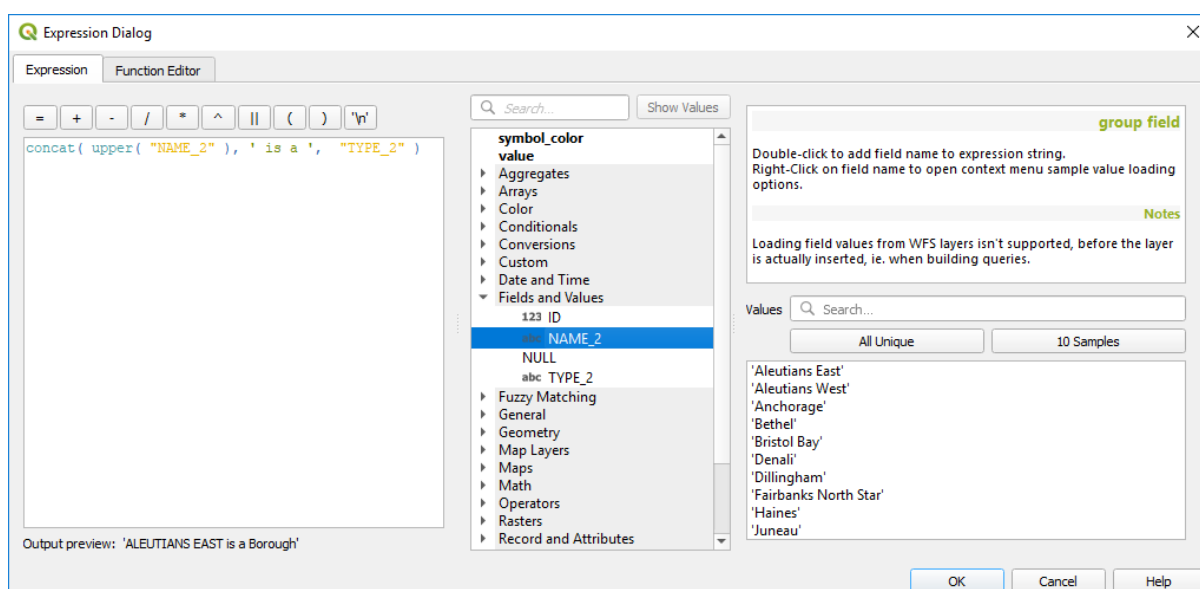 Expression Dialog
Expression
Function Editor
= + - / * ^ || ( ) '\n'
concat( upper( "NAME_2" ), ' is a ',  "TYPE_2" )
Output preview: 'ALEUTIANS EAST is a Borough'
Search...
Show Values
symbol_color
value
Aggregates
Arrays
Color
Conditionals
Conversions
Custom
Date and Time
Fields and Values
123 ID
abc NAME_2
NULL
abc TYPE_2
Fuzzy Matching
General
Geometry
Map Layers
Maps
Math
Operators
Rasters
Record and Attributes
group field
Double-click to add field name to expression string.
Right-Click on field name to open context menu sample value loading
options.
Notes
Loading field values from WFS layers isn't supported, before the layer
is actually inserted, ie. when building queries.
Values
Search...
All Unique
10 Samples
'Aleutians East'
'Aleutians West'
'Anchorage'
'Bethel'
'Bristol Bay'
'Denali'
'Dillingham'
'Fairbanks North Star'
'Haines'
'Juneau'
OK
Cancel
Help